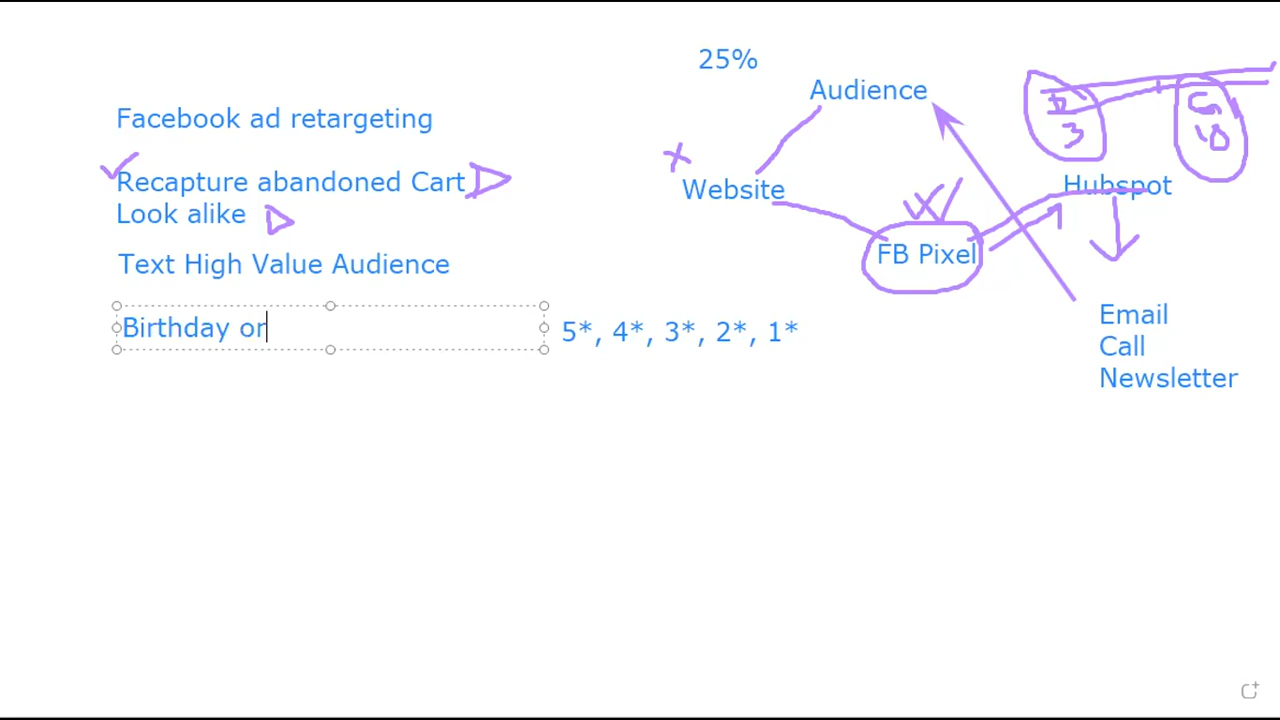 Facebook ad retargeting
Recapture abandoned Cart
Look alike
Text High Value Audience
Birthday or
5*, 4*, 3*, 2*, 1*
25%
Audience
Website
FB Pixel
3
Hubspot
Email
Call
Newsletter